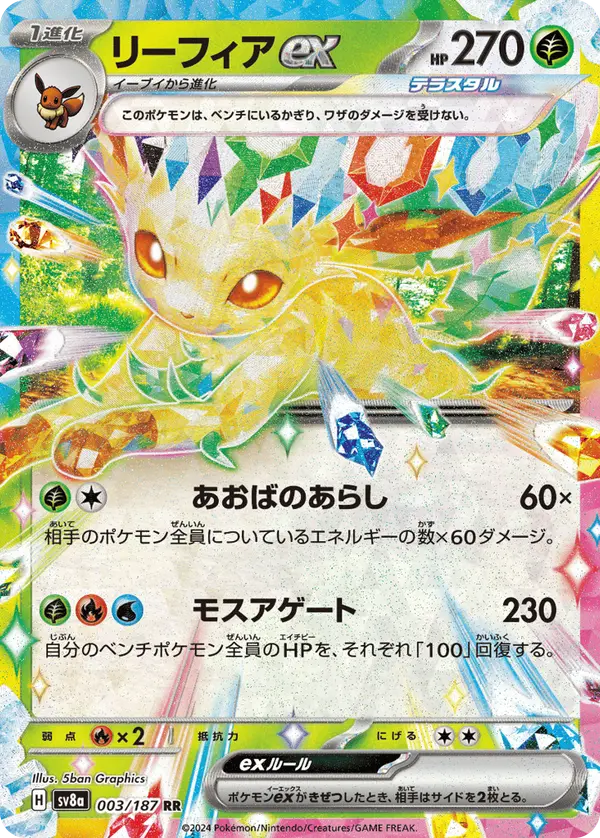 1進化
リーフィアex
HP270
イーブイから進化
テラスタル
このポケモンは、ベンチにいるかぎり、ワザのダメージを受けない。
あおばのあらし 60×
相手のポケモン全員についているエネルギーの数×60ダメージ。
モスアゲート 230
自分のベンチポケモン全員のHPを、それぞれ「100」回復する。
弱点 ×2 抵抗力 にげる
exルール
ポケモンexがきぜつしたとき、相手はサイドを2枚とる。
Illus. 5ban Graphics
H sv8a 003/187 RR
©2024 Pokémon/Nintendo/Creatures/GAME FREAK.